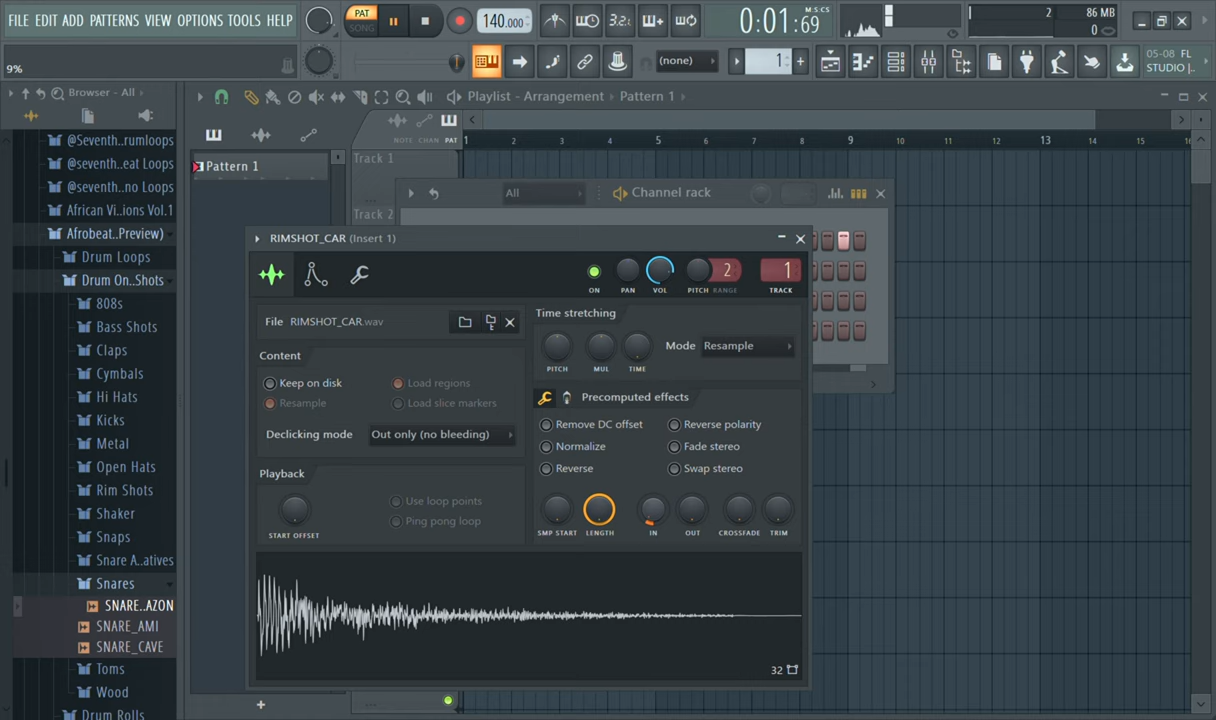 FILE EDIT ADD PATTERNS VIEW OPTIONS TOOLS HELP
PAT
SONG
140.000
3.2.
0:01:69
M:S:CS
2
86 MB
0
9%
(none)
1
05-08 FL
STUDIO |..
Browser - All
Playlist - Arrangement
Pattern 1
NOTE CHAN PAT
1 2 3 4 5 6 7 8 9 10 11 12 13 14 15 16
@Seventh..rumloops
@seventh..eat Loops
@seventh..no Loops
African Vi..ions Vol.1
Afrobeat..Preview)
Drum Loops
Drum On..Shots
808s
Bass Shots
Claps
Cymbals
Hi Hats
Kicks
Metal
Open Hats
Rim Shots
Shaker
Snaps
Snare A..atives
Snares
SNARE..AZON
SNARE_AMI
SNARE_CAVE
Toms
Wood
Drum Rolls
Pattern 1
Track 1
Track 2
All
Channel rack
RIMSHOT_CAR (Insert 1)
2
1
ON PAN VOL PITCH RANGE TRACK
File RIMSHOT_CAR.wav
Content
Keep on disk
Load regions
Resample
Load slice markers
Declicking mode
Out only (no bleeding)
Playback
START OFFSET
Use loop points
Ping pong loop
Time stretching
PITCH MUL TIME
Mode Resample
Precomputed effects
Remove DC offset
Reverse polarity
Normalize
Fade stereo
Reverse
Swap stereo
SMP START LENGTH IN OUT CROSSFADE TRIM
32